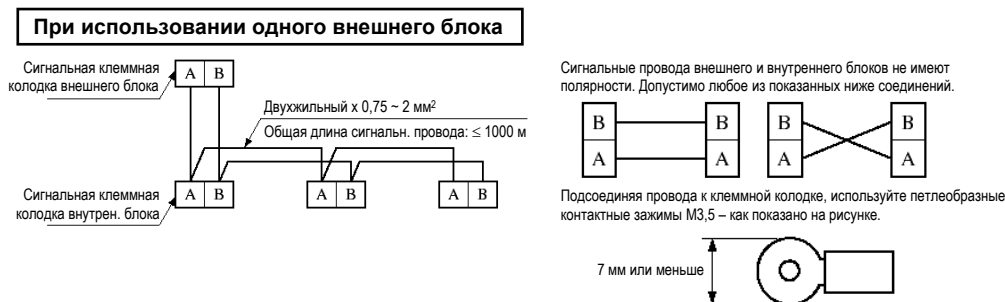 При использовании одного внешнего блока
Сигнальная клеммная
колодка внешнего блока
A B
Двухжильный x 0,75 ~ 2 мм²
Общая длина сигнальн. провода: ≤ 1000 м
Сигнальная клеммная
колодка внутрен. блока
A B
A B
A B
Сигнальные провода внешнего и внутреннего блоков не имеют
полярности. Допустимо любое из показанных ниже соединений.
B B B B
A A A A
Подсоединяя провода к клеммной колодке, используйте петлеобразные
контактные зажимы М3,5 – как показано на рисунке.
7 мм или меньше